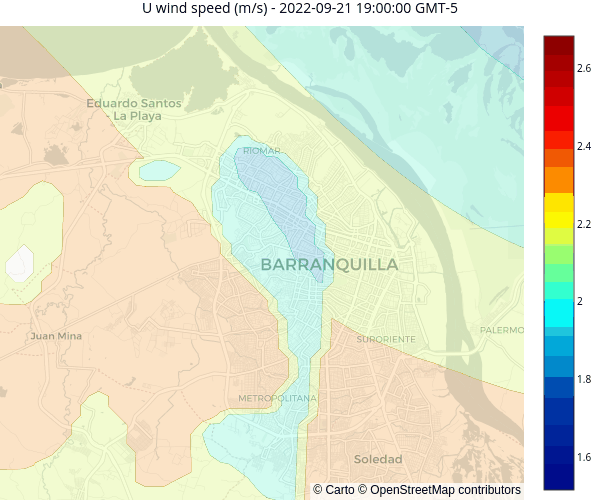 U wind speed (m/s) - 2022-09-21 19:00:00 GMT-5
2.6
2.4
2.2
2
1.8
1.6
Eduardo Santos
- La Playa
RIOMAR
BARRANQUILLA
PALERMO
Juan Mina
SURORIENTE
METROPOLITANA
Soledad
© Carto © OpenStreetMap contributors